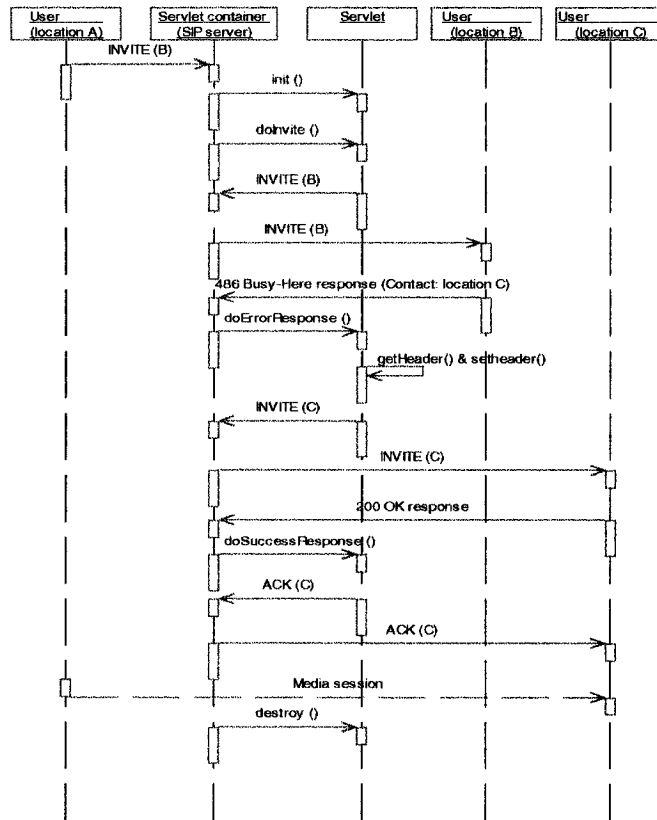 User Servlet container Servlet User User
(location A) (SIP server) (location B) (location C)
INVITE (B)
init ()
doInvite ()
INVITE (B)
INVITE (B)
486 Busy-Here response (Contact: location C)
doErrorResponse ()
getHeader() & setheader()
INVITE (C)
INVITE (C)
200 OK response
doSuccessResponse ()
ACK (C)
ACK (C)
Media session
destroy ()